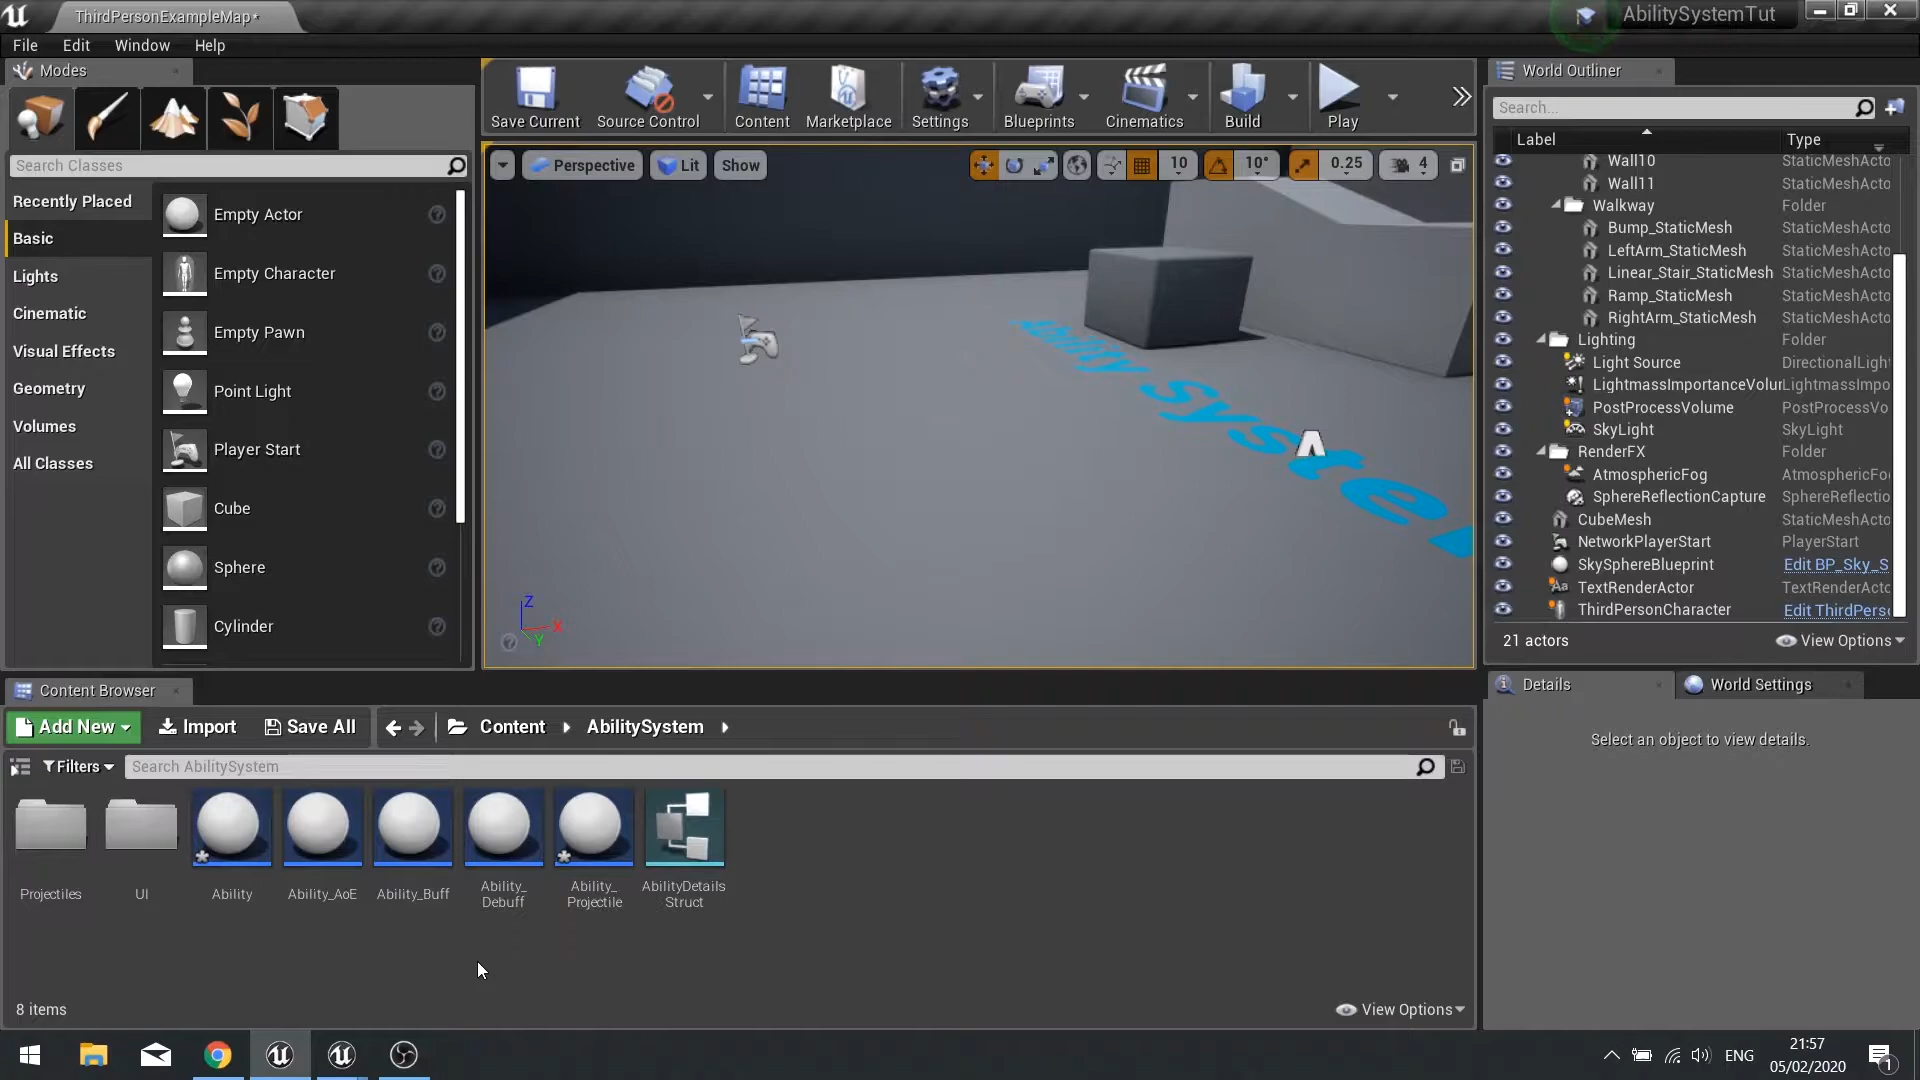 ThirdPersonExampleMap*
AbilitySystemTut
File Edit Window Help
Modes
Search Classes
Recently Placed
Basic
Lights
Cinematic
Visual Effects
Geometry
Volumes
All Classes
Empty Actor
Empty Character
Empty Pawn
Point Light
Player Start
Cube
Sphere
Cylinder
Save Current Source Control Content Marketplace Settings Blueprints Cinematics Build Play
Perspective Lit Show 10 10° 0.25 4
Ability Syste
Z
X
Y
World Outliner
Search...
Label Type
Wall10 StaticMeshActo
Wall11 StaticMeshActo
Walkway Folder
Bump_StaticMesh StaticMeshActo
LeftArm_StaticMesh StaticMeshActo
Linear_Stair_StaticMesh StaticMeshActo
Ramp_StaticMesh StaticMeshActo
RightArm_StaticMesh StaticMeshActo
Lighting Folder
Light Source DirectionalLight
LightmassImportanceVolur LightmassImpo
PostProcessVolume PostProcessVo
SkyLight SkyLight
RenderFX Folder
AtmosphericFog AtmosphericFo
SphereReflectionCapture SphereReflectio
CubeMesh StaticMeshActo
NetworkPlayerStart PlayerStart
SkySphereBlueprint Edit BP_Sky_S
TextRenderActor TextRenderActo
ThirdPersonCharacter Edit ThirdPerso
21 actors View Options
Details World Settings
Select an object to view details.
Content Browser
Add New Import Save All Content AbilitySystem
Filters Search AbilitySystem
Projectiles
UI
Ability
Ability_AoE
Ability_Buff
Ability_
Debuff
Ability_
Projectile
AbilityDetails
Struct
8 items View Options
ENG
21:57
05/02/2020
1